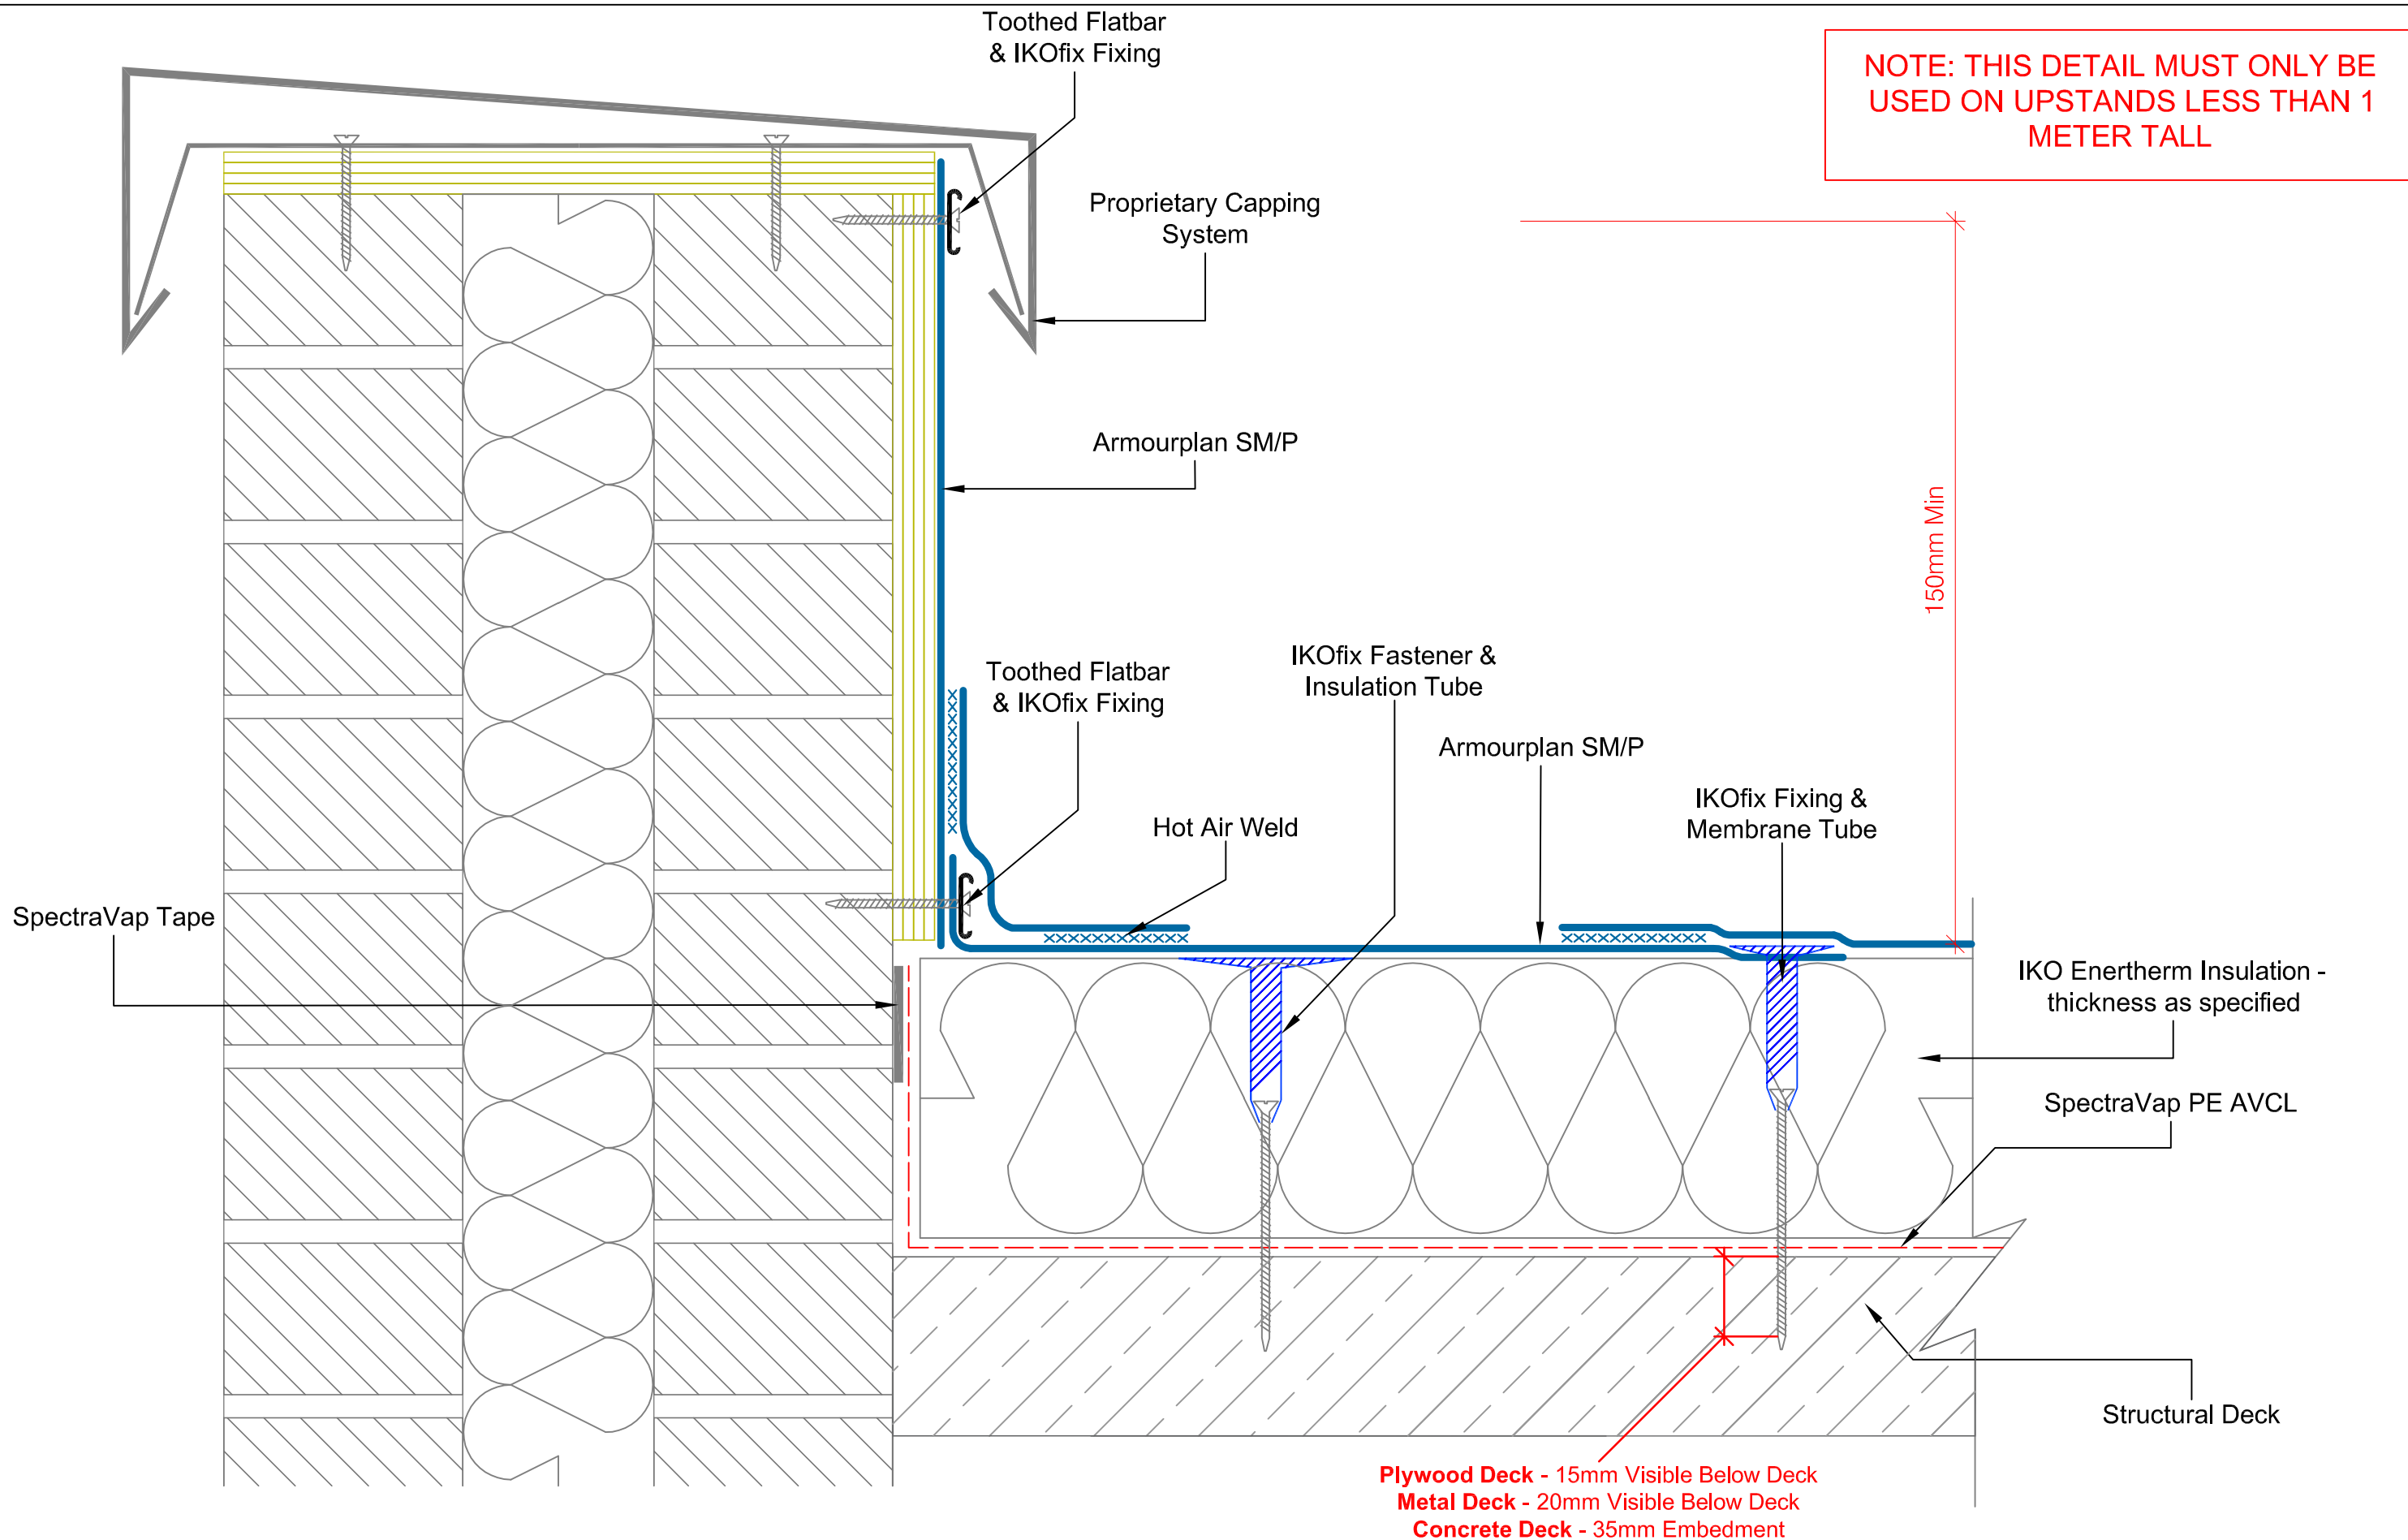 Toothed Flatbar
& IKOfix Fixing
NOTE: THIS DETAIL MUST ONLY BE
USED ON UPSTANDS LESS THAN 1
METER TALL
Proprietary Capping
System
Armourplan SM/P
150mm Min
Toothed Flatbar
& IKOfix Fixing
IKOfix Fastener &
Insulation Tube
Armourplan SM/P
IKOfix Fixing &
Membrane Tube
Hot Air Weld
SpectraVap Tape
IKO Enertherm Insulation -
thickness as specified
SpectraVap PE AVCL
Structural Deck
Plywood Deck - 15mm Visible Below Deck
Metal Deck - 20mm Visible Below Deck
Concrete Deck - 35mm Embedment